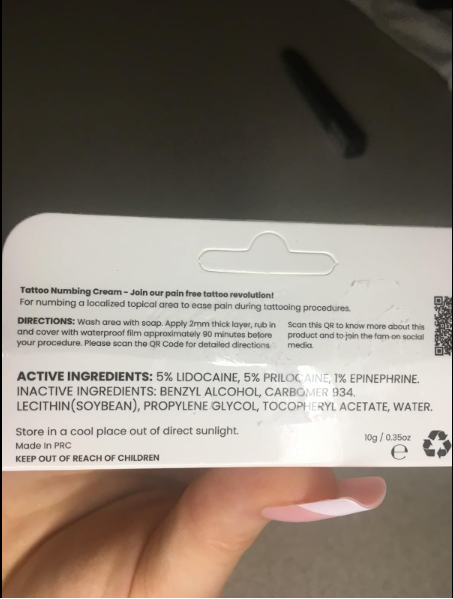 Tattoo Numbing Cream - Join our pain free tattoo revolution!
For numbing a localized topical area to ease pain during tattooing procedures.
DIRECTIONS: Wash area with soap. Apply 2mm thick layer, rub in
and cover with waterproof film approximately 90 minutes before
your procedure. Please scan the QR Code for detailed directions.
Scan this QR to know more about this
product and to join the fam on social
media.
ACTIVE INGREDIENTS: 5% LIDOCAINE, 5% PRILOCAINE, 1% EPINEPHRINE.
INACTIVE INGREDIENTS: BENZYL ALCOHOL, CARBOMER 934.
LECITHIN(SOYBEAN), PROPYLENE GLYCOL, TOCOPHERYL ACETATE, WATER.
Store in a cool place out of direct sunlight.
Made In PRC
KEEP OUT OF REACH OF CHILDREN
10g / 0.35oz
e